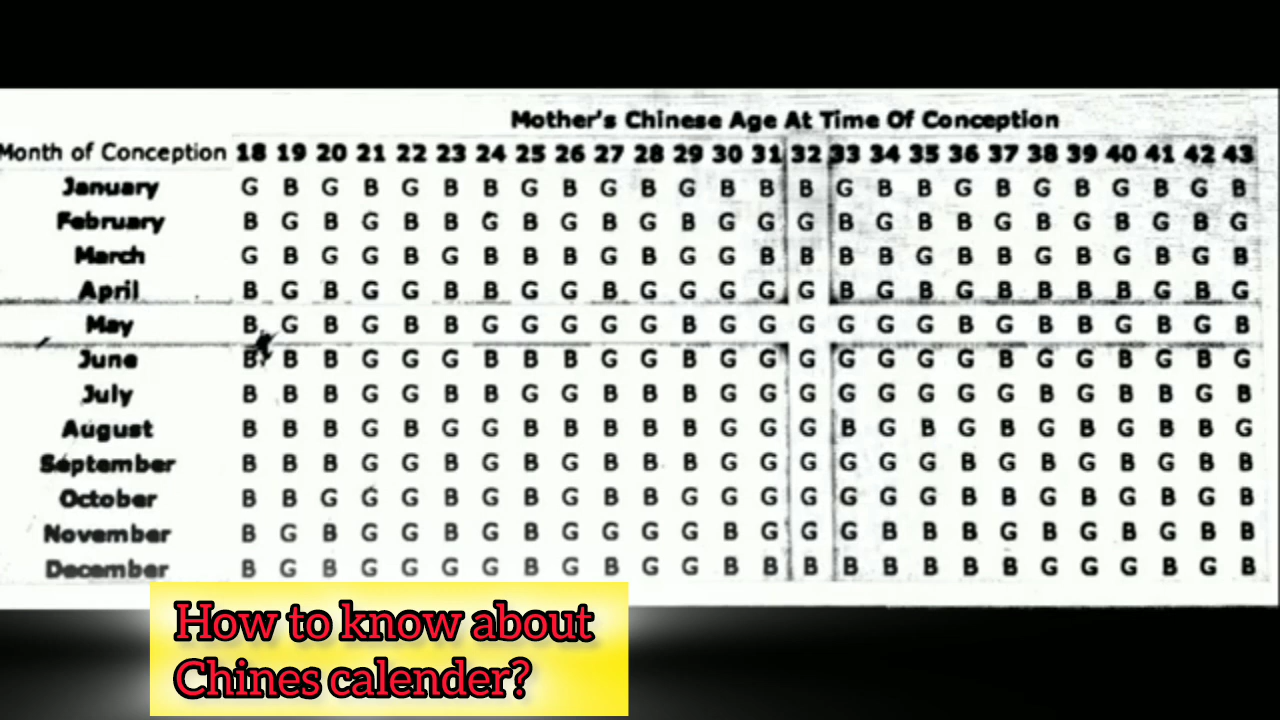 Mother's Chinese Age At Time Of Conception
Month of Conception 18 19 20 21 22 23 24 25 26 27 28 29 30 31 32 33 34 35 36 37 38 39 40 41 42 43
January G B G B G B B G B G B G B B B G B B G B G B G B G B
February B G B G B B G B G B G B G G G B G B B G B G B G B G
March G B G G B G B B B G B G G B B B B G B B G B G B G B
April B G B G G B B G G B G G G G G B G B G B B B B G B G
May B G B G B B G G G G G B G G G G G G B G B B G B G B
June B B B G G G B B B G G B G G G G G G G B G G B G B G
July B B B G G B B G G B B B G G G G G G G G B G B B G B
August B B B G B G G B B B B B G G G B G B G B G B G B B G
September B B B G G B G B G B B B G G G G G G B G B G B G B B
October B B G G G B G B G B B G G G G G G G B B G B G B G B
November B G B G G B G B G G G G B G G G B B B G B G B G B B
December B G B G G G G B G B G G B B B B B B B B G G G B G B
How to know about
Chines calender?